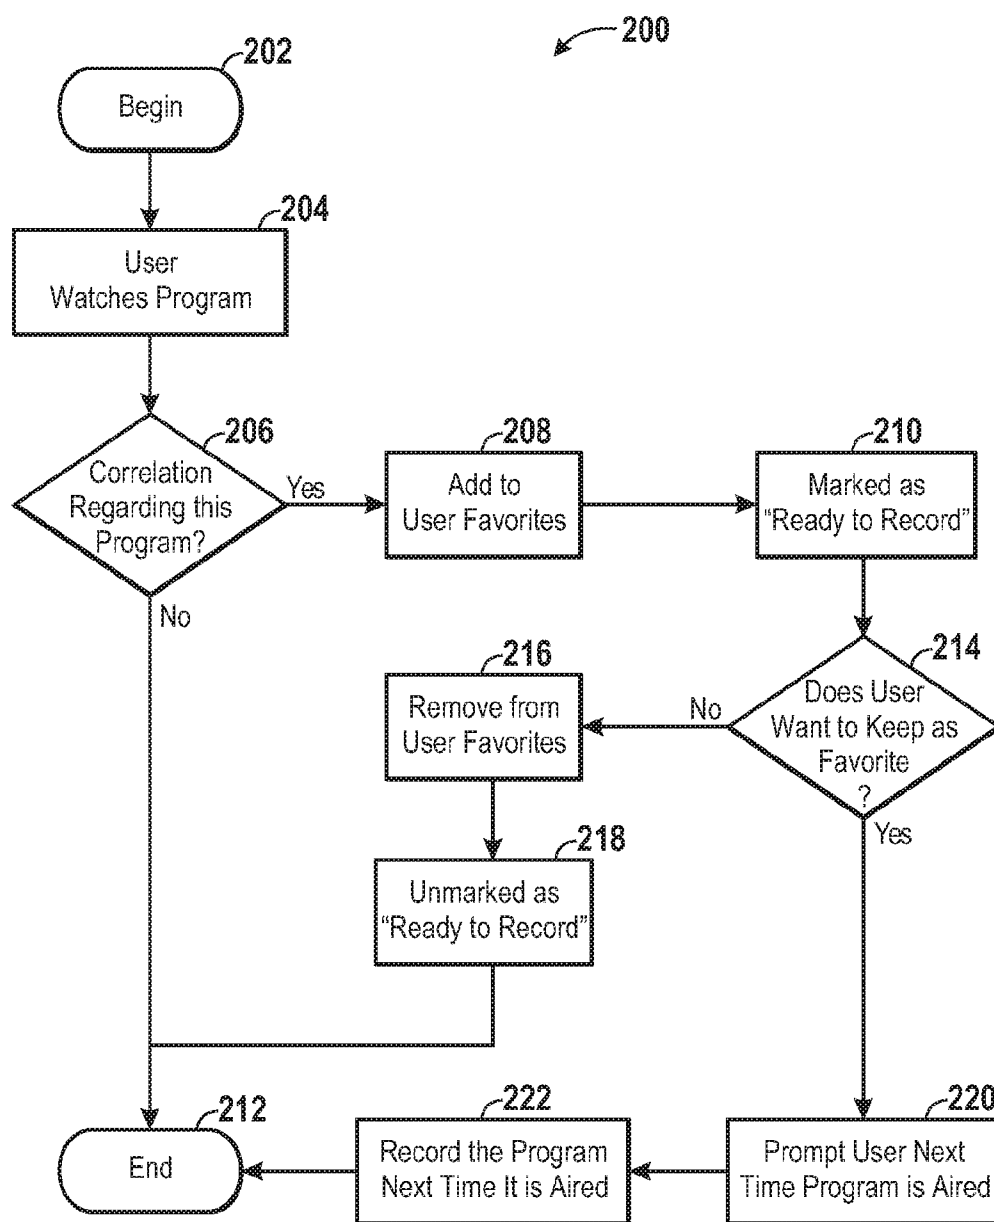 200
202
Begin
204
User
Watches Program
206
Correlation
Regarding this
Program?
Yes
No
208
Add to
User Favorites
210
Marked as
“Ready to Record”
214
Does User
Want to Keep as
Favorite
?
No
Yes
216
Remove from
User Favorites
218
Unmarked as
“Ready to Record”
220
Prompt User Next
Time Program is Aired
222
Record the Program
Next Time It is Aired
212
End